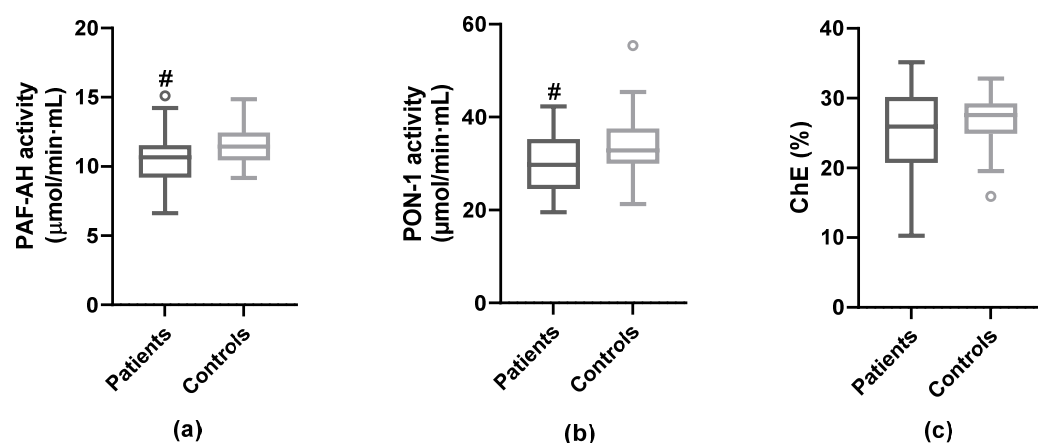 PAF-AH activity
(μmol/min·mL)
20
15
10
5
0
#
Patients
Controls
(a)
PON-1 activity
(μmol/min·mL)
60
40
20
0
#
Patients
Controls
(b)
ChE (%)
40
30
20
10
0
Patients
Controls
(c)